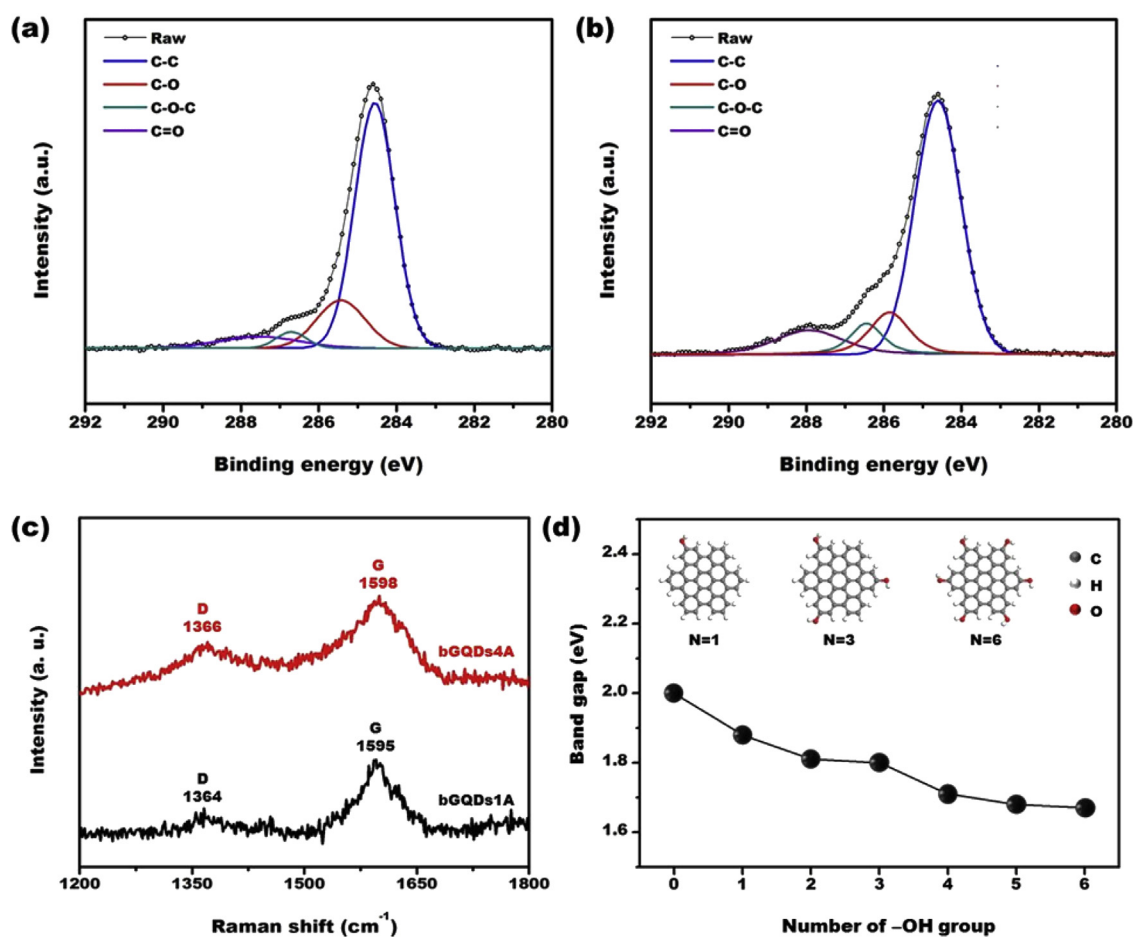 (a)
Raw
C-C
C-O
C-O-C
C=O
Intensity (a.u.)
292 290 288 286 284 282 280
Binding energy (eV)
(b)
Raw
C-C
C-O
C-O-C
C=O
Intensity (a.u.)
292 290 288 286 284 282 280
Binding energy (eV)
(c)
G
1598
D
1366
bGQDs4A
G
1595
D
1364
bGQDs1A
Intensity (a. u.)
1200 1350 1500 1650 1800
Raman shift (cm⁻¹)
(d)
2.4
2.2
2.0
1.8
1.6
Band gap (eV)
N=1 N=3 N=6
C
H
O
0 1 2 3 4 5 6
Number of –OH group